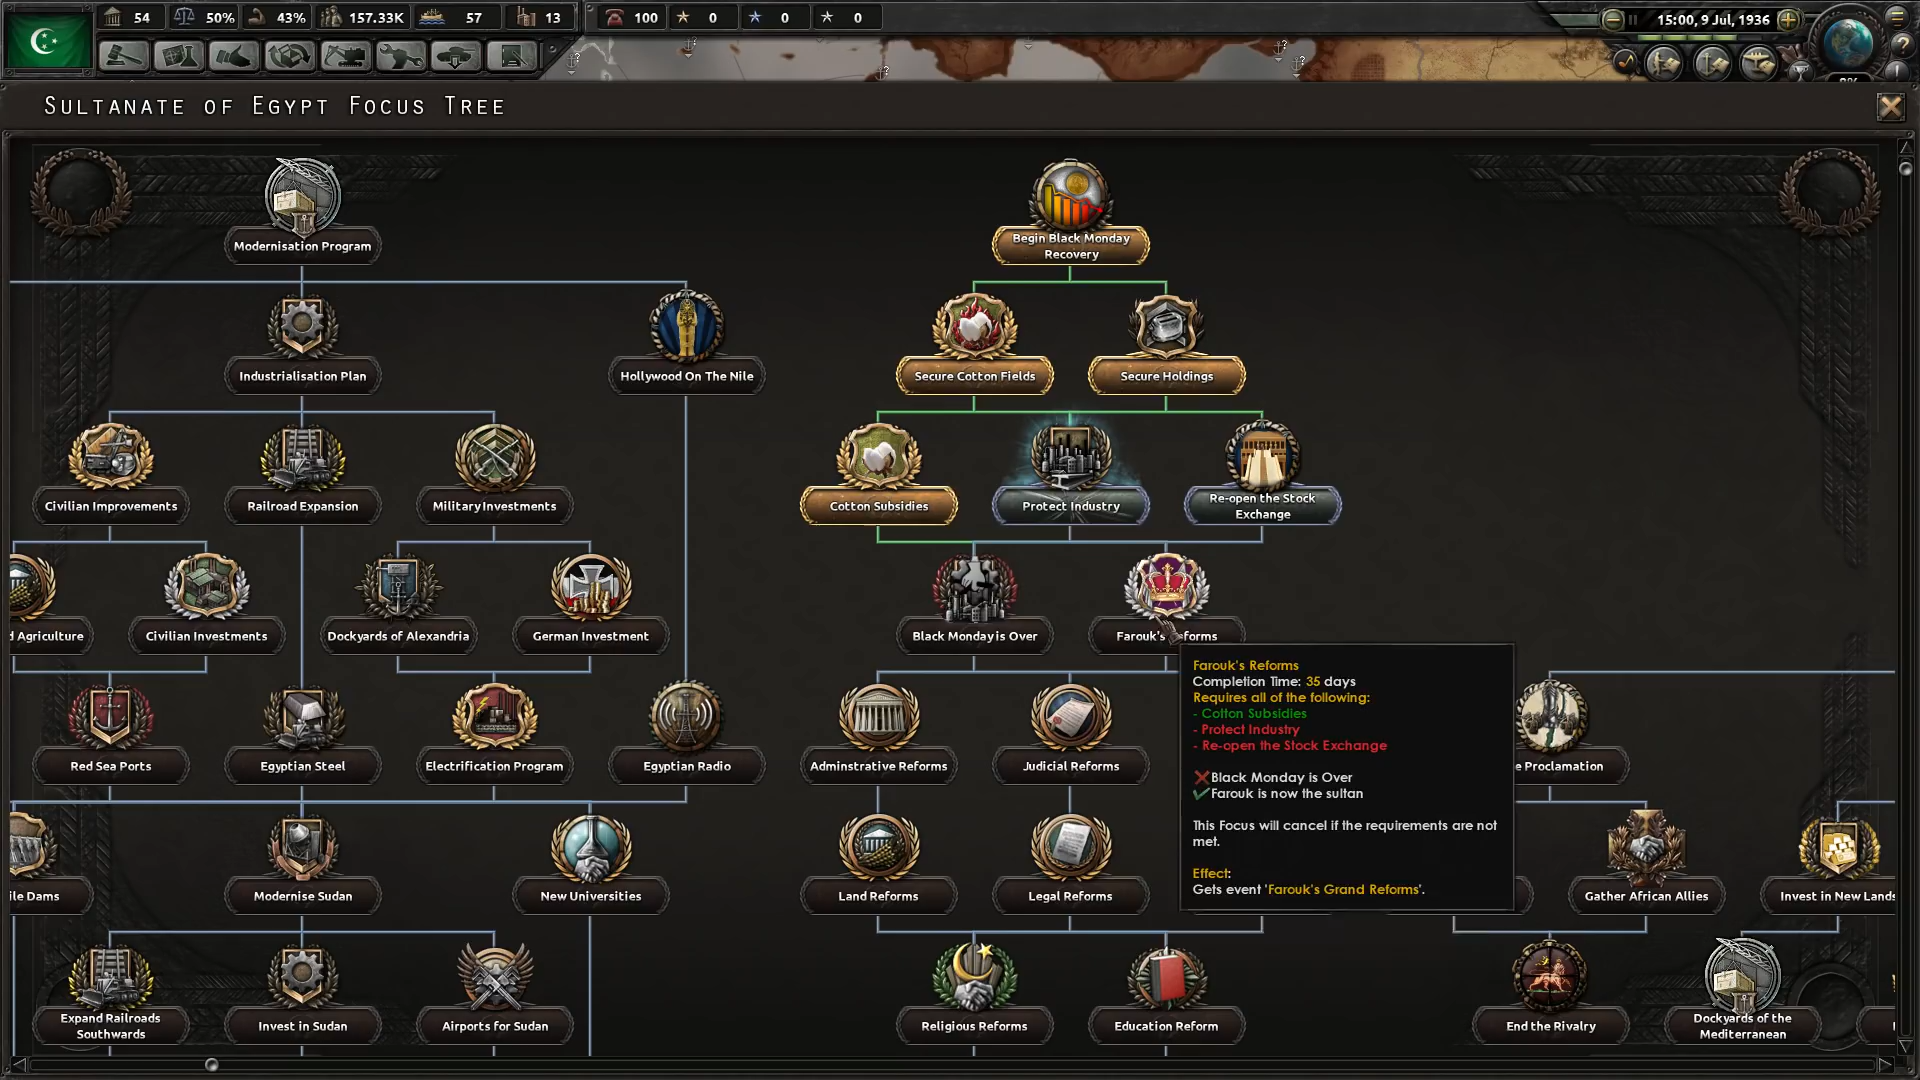 54
50%
43%
157.33K
57
13
100
0
0
0
15:00, 9 Jul, 1936
SULTANATE OF EGYPT FOCUS TREE
Modernisation Program
Begin Black Monday
Recovery
Industrialisation Plan
Hollywood On The Nile
Secure Cotton Fields
Secure Holdings
Civilian Improvements
Railroad Expansion
Military Investments
Cotton Subsidies
Protect Industry
Re-open the Stock
Exchange
d Agriculture
Civilian Investments
Dockyards of Alexandria
German Investment
Black Monday is Over
Farouk's
forms
Farouk's Reforms
Completion Time: 35 days
Requires all of the following:
- Cotton Subsidies
- Protect Industry
- Re-open the Stock Exchange
Black Monday is Over
Farouk is now the sultan
This Focus will cancel if the requirements are not
met.
Effect:
Gets event 'Farouk's Grand Reforms'.
Red Sea Ports
Egyptian Steel
Electrification Program
Egyptian Radio
Adminstrative Reforms
Judicial Reforms
e Proclamation
ile Dams
Modernise Sudan
New Universities
Land Reforms
Legal Reforms
Gather African Allies
Invest in New Lands
Expand Railroads
Southwards
Invest in Sudan
Airports for Sudan
Religious Reforms
Education Reform
End the Rivalry
Dockyards of the
Mediterranean